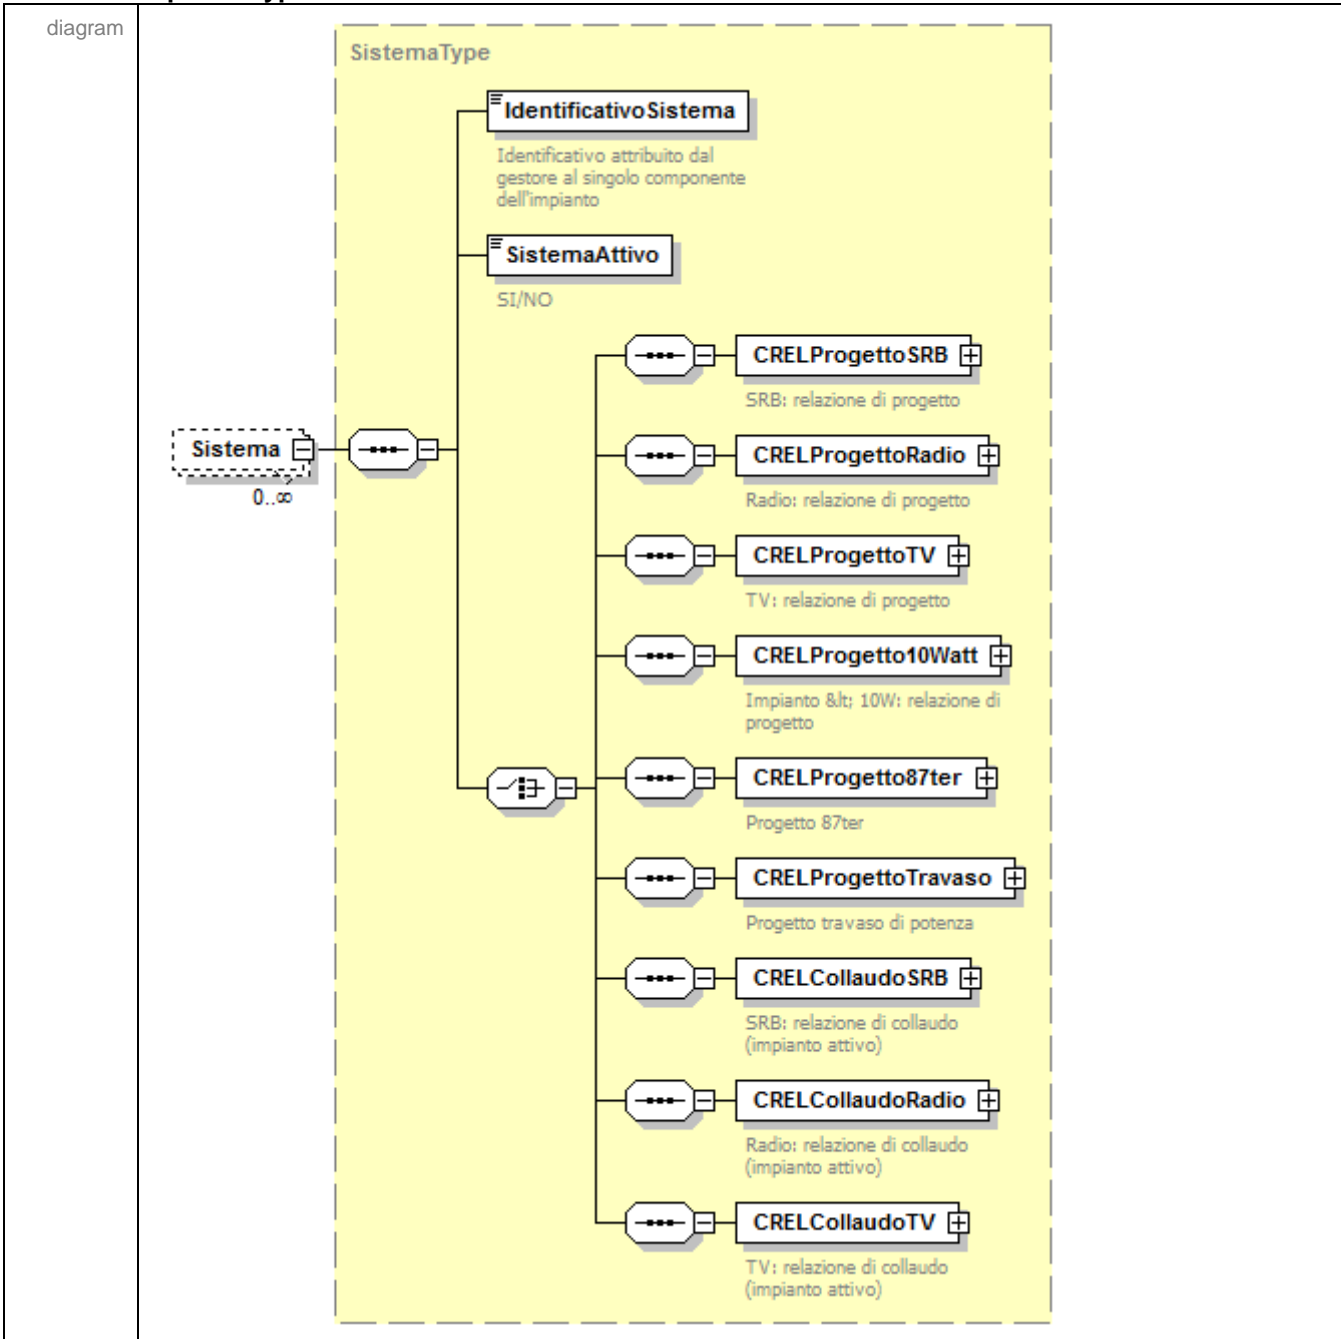 diagram
SistemaType
IdentificativoSistema
Identificativo attribuito dal
gestore al singolo componente
dell'impianto
SistemaAttivo
SI/NO
CRELProgettoSRB
SRB: relazione di progetto
Sistema
0..∞
CRELProgettoRadio
Radio: relazione di progetto
CRELProgettoTV
TV: relazione di progetto
CRELProgetto10Watt
Impianto &lt; 10W: relazione di
progetto
CRELProgetto87ter
Progetto 87ter
CRELProgettoTravaso
Progetto travaso di potenza
CRELCollaudoSRB
SRB: relazione di collaudo
(impianto attivo)
CRELCollaudoRadio
Radio: relazione di collaudo
(impianto attivo)
CRELCollaudoTV
TV: relazione di collaudo
(impianto attivo)